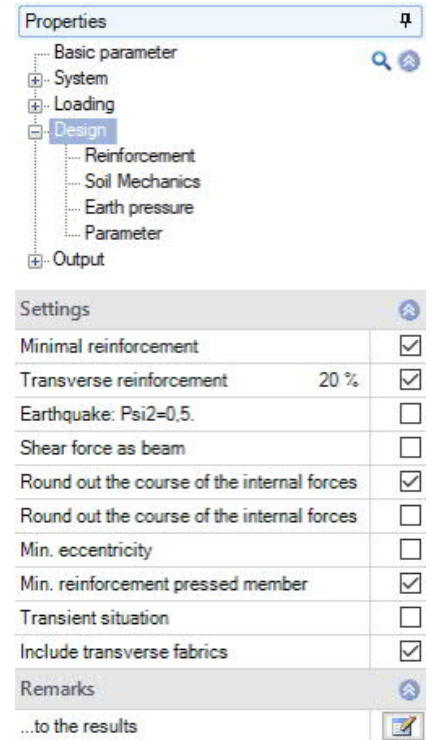 Properties
Basic parameter
System
Loading
Design
Reinforcement
Soil Mechanics
Earth pressure
Parameter
Output
Settings
Minimal reinforcement
Transverse reinforcement 20 %
Earthquake: Psi2=0,5.
Shear force as beam
Round out the course of the internal forces
Round out the course of the internal forces
Min. eccentricity
Min. reinforcement pressed member
Transient situation
Include transverse fabrics
Remarks
...to the results